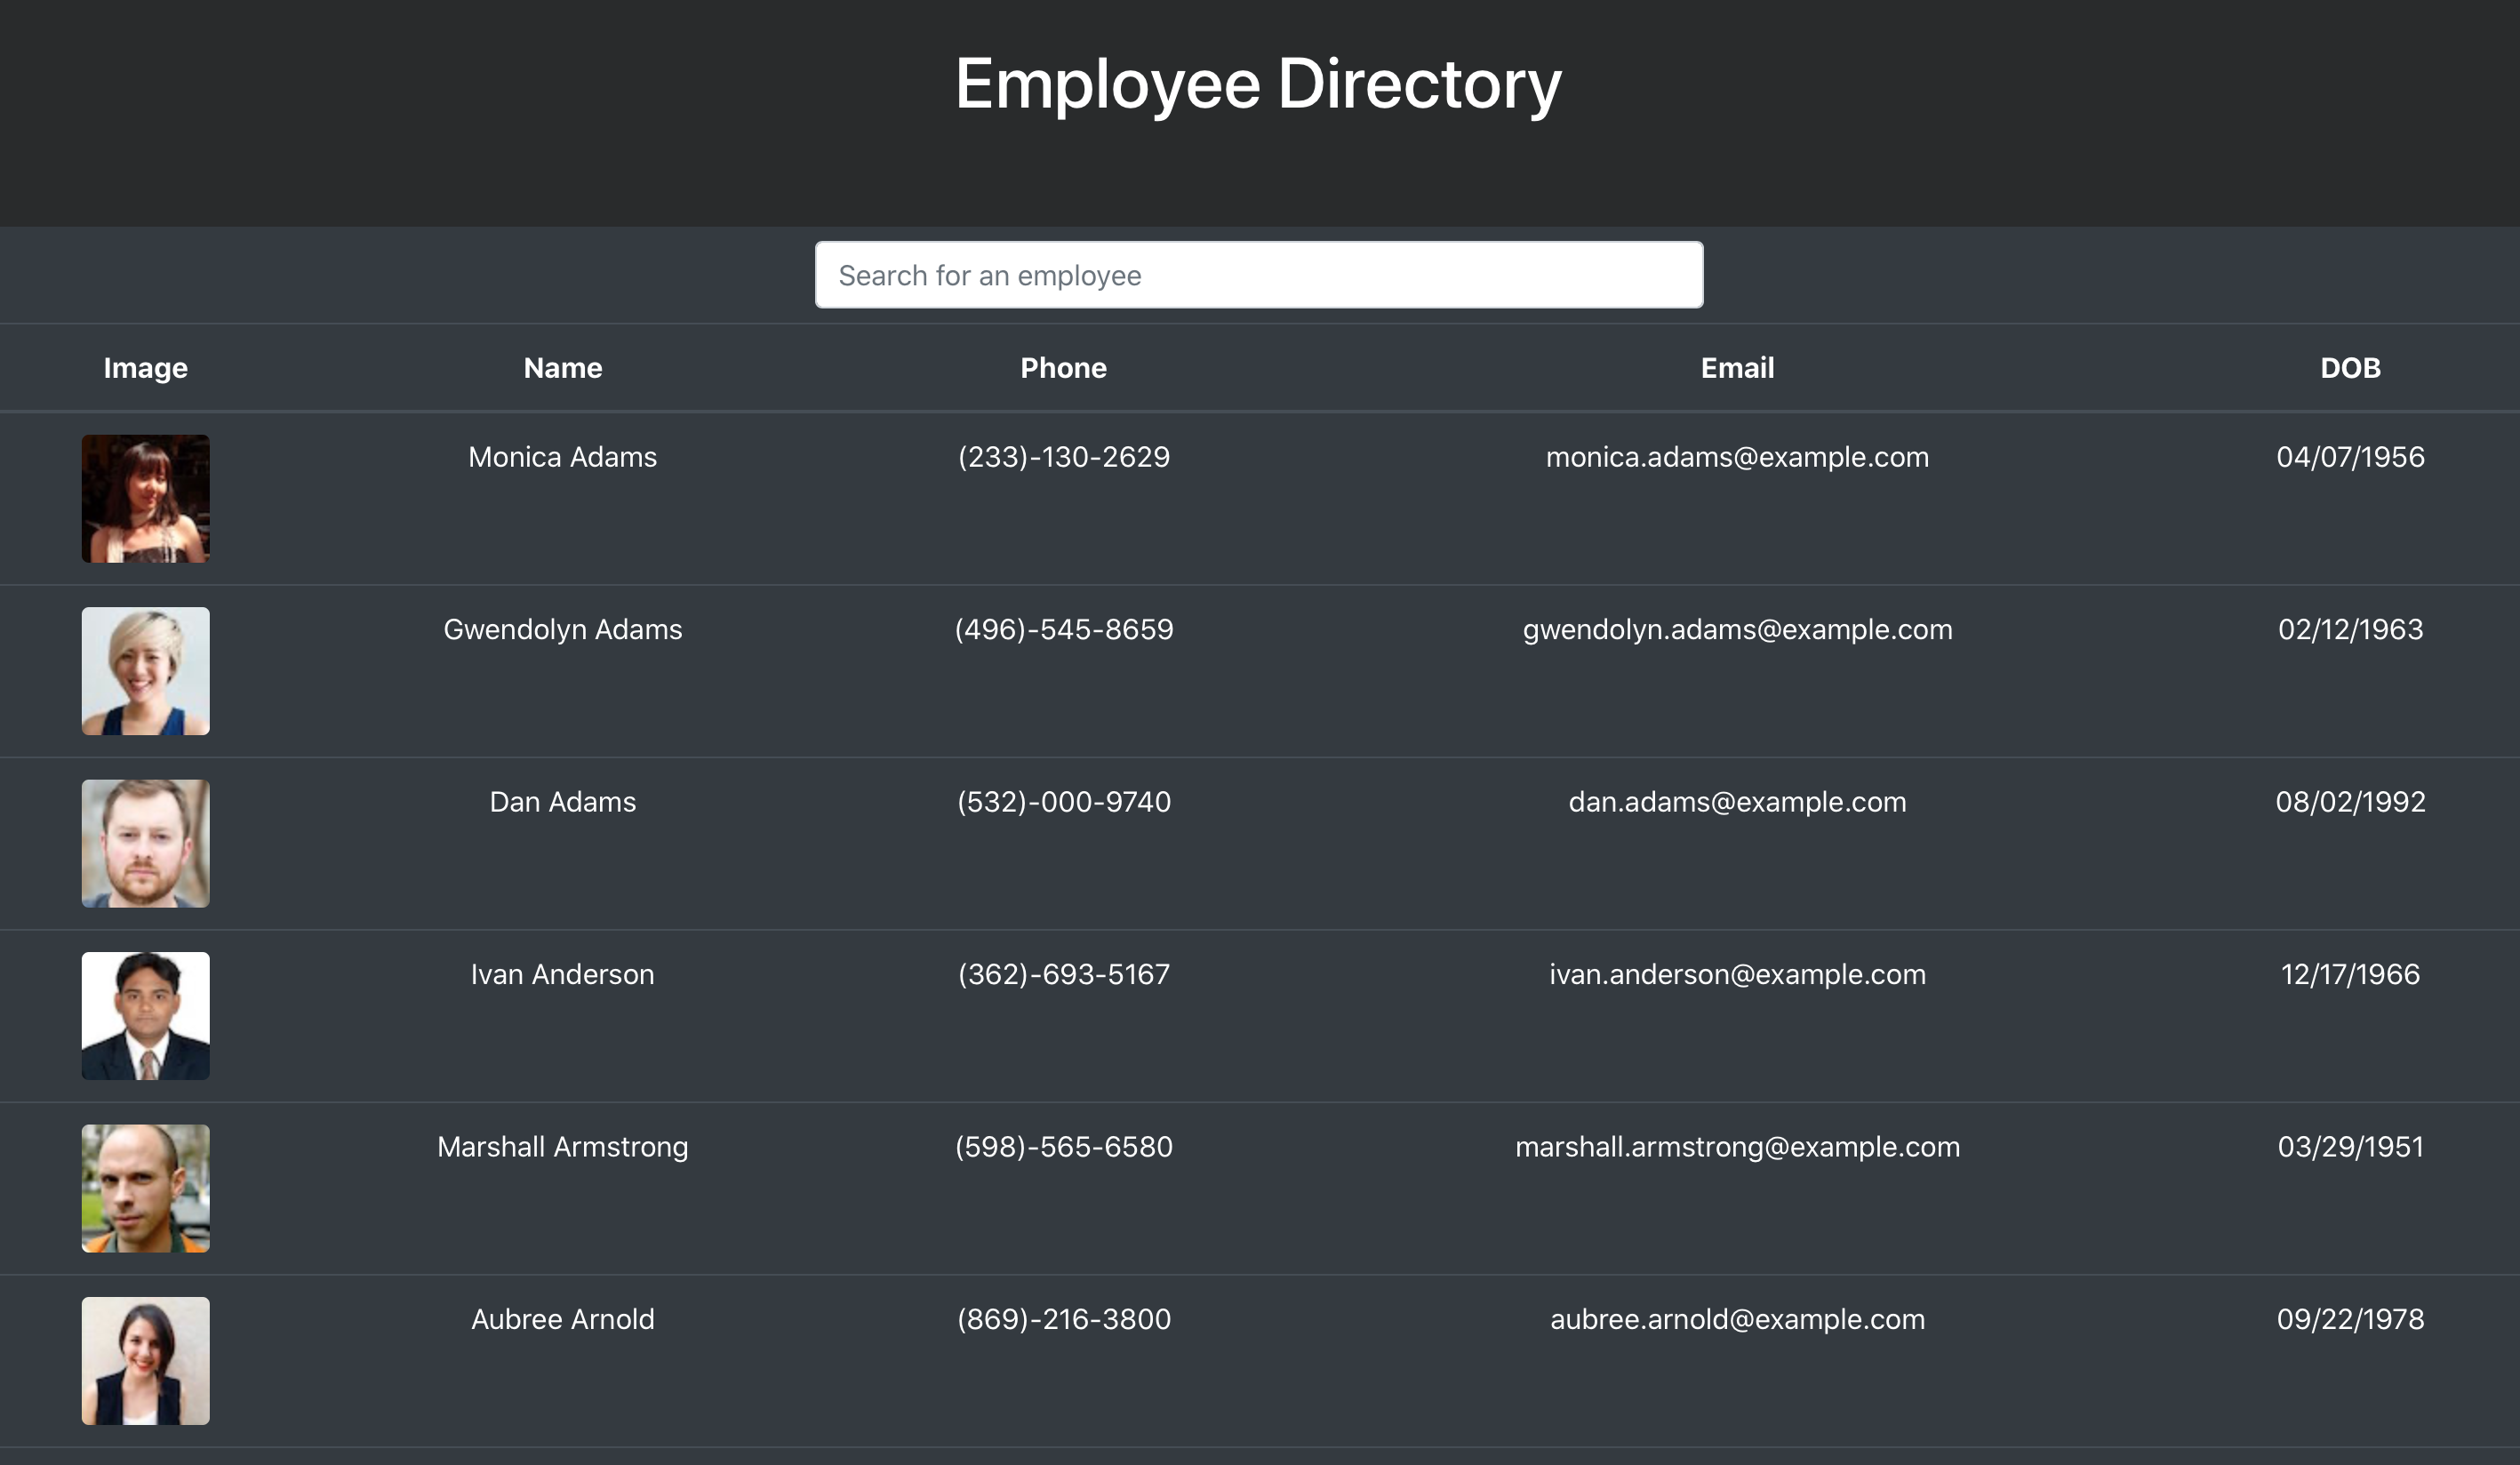 Employee Directory
Search for an employee
Image Name Phone Email DOB
Monica Adams (233)-130-2629 monica.adams@example.com 04/07/1956
Gwendolyn Adams (496)-545-8659 gwendolyn.adams@example.com 02/12/1963
Dan Adams (532)-000-9740 dan.adams@example.com 08/02/1992
Ivan Anderson (362)-693-5167 ivan.anderson@example.com 12/17/1966
Marshall Armstrong (598)-565-6580 marshall.armstrong@example.com 03/29/1951
Aubree Arnold (869)-216-3800 aubree.arnold@example.com 09/22/1978